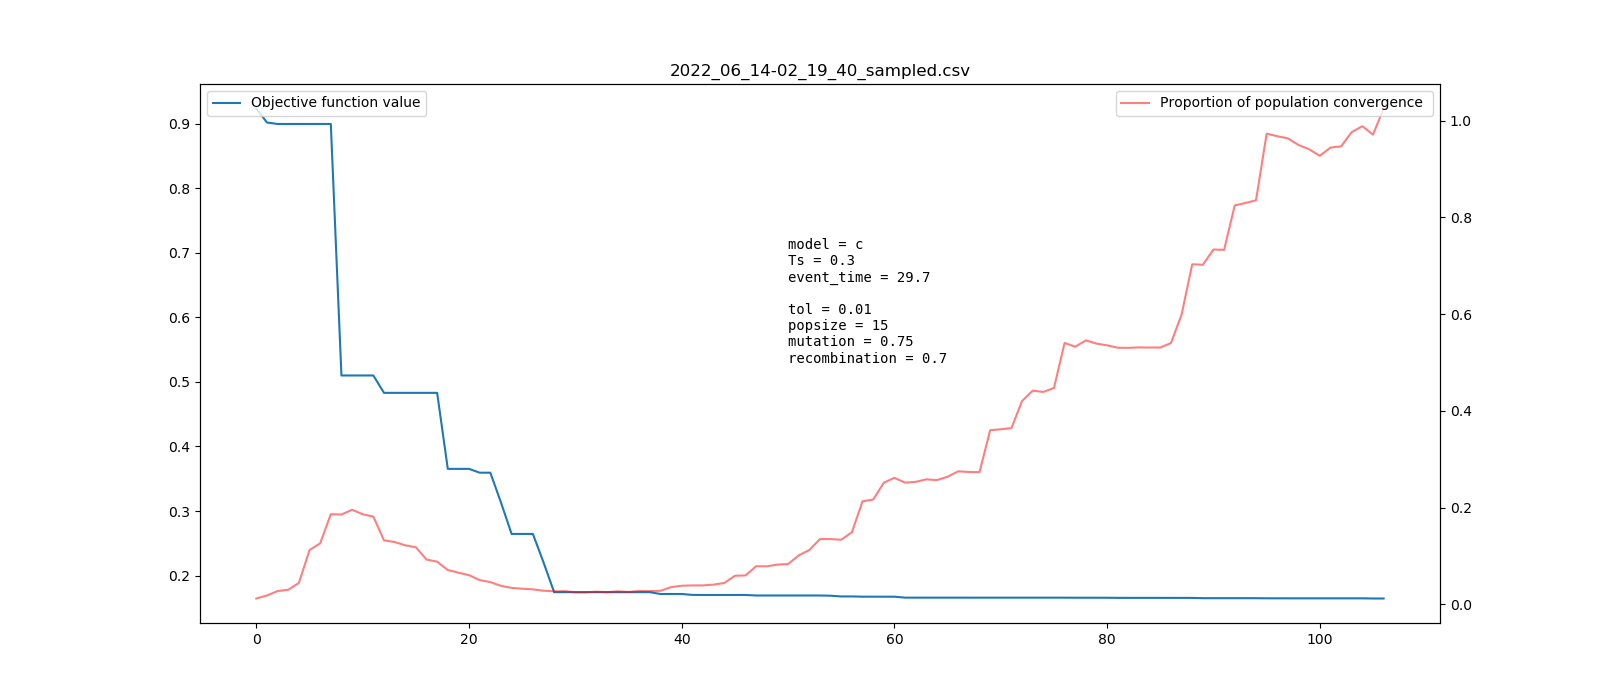 2022_06_14-02_19_40_sampled.csv
Objective function value
Proportion of population convergence
0.9
0.8
0.7
0.6
0.5
0.4
0.3
0.2
model = c
Ts = 0.3
event_time = 29.7
tol = 0.01
popsize = 15
mutation = 0.75
recombination = 0.7
1.0
0.8
0.6
0.4
0.2
0.0
0 20 40 60 80 100